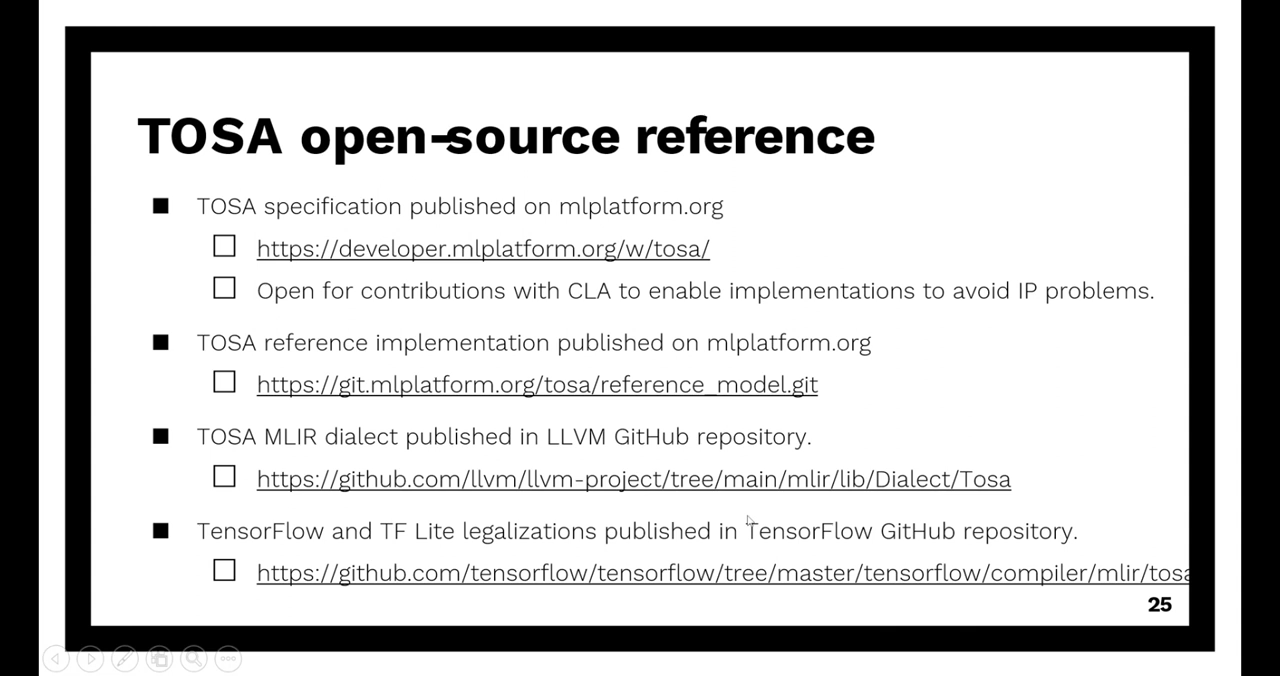 TOSA open-source reference
TOSA specification published on mlplatform.org
https://developer.mlplatform.org/w/tosa/
Open for contributions with CLA to enable implementations to avoid IP problems.
TOSA reference implementation published on mlplatform.org
https://git.mlplatform.org/tosa/reference_model.git
TOSA MLIR dialect published in LLVM GitHub repository.
https://github.com/llvm/llvm-project/tree/main/mlir/lib/Dialect/Tosa
TensorFlow and TF Lite legalizations published in TensorFlow GitHub repository.
https://github.com/tensorflow/tensorflow/tree/master/tensorflow/compiler/mlir/tosa
25